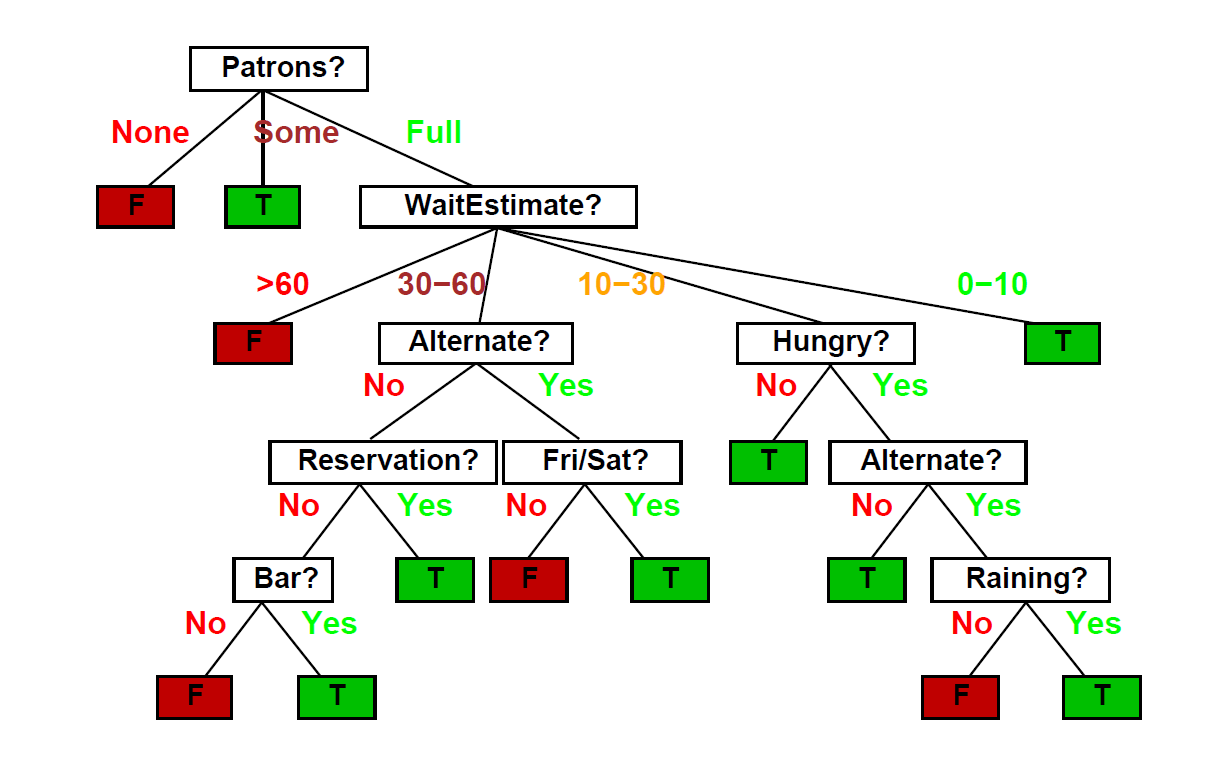 Patrons?
None Some Full
F T WaitEstimate?
>60 30−60 10−30 0−10
F Alternate? Hungry? T
No Yes No Yes
Reservation? Fri/Sat? T Alternate?
No Yes No Yes No Yes
Bar? T F T T Raining?
No Yes No Yes
F T F T